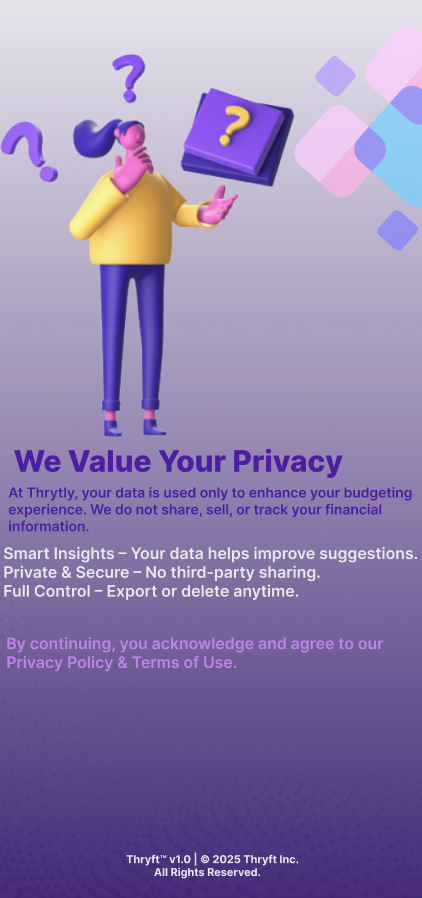 ?
?
?
We Value Your Privacy
At Thrytly, your data is used only to enhance your budgeting
experience. We do not share, sell, or track your financial
information.
Smart Insights – Your data helps improve suggestions.
Private & Secure – No third-party sharing.
Full Control – Export or delete anytime.
By continuing, you acknowledge and agree to our
Privacy Policy & Terms of Use.
Thryft™ v1.0 | © 2025 Thryft Inc.
All Rights Reserved.